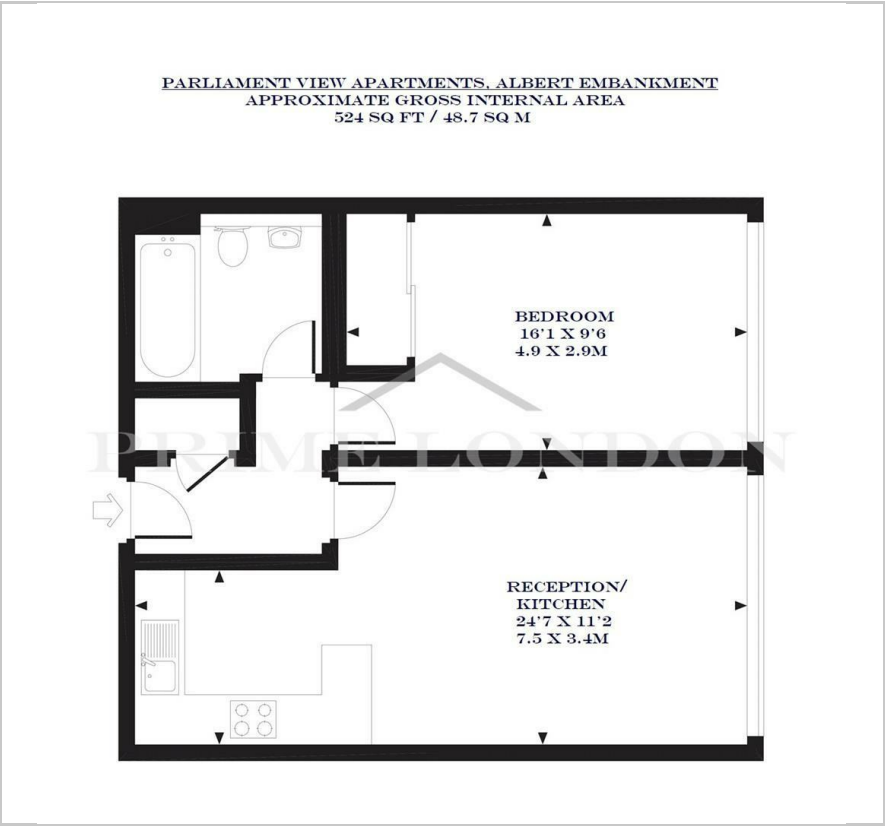 PARLIAMENT VIEW APARTMENTS, ALBERT EMBANKMENT
APPROXIMATE GROSS INTERNAL AREA
524 SQ FT / 48.7 SQ M
BEDROOM
16'1 X 9'6
4.9 X 2.9M
PRIME LONDON
RECEPTION/
KITCHEN
24'7 X 11'2
7.5 X 3.4M